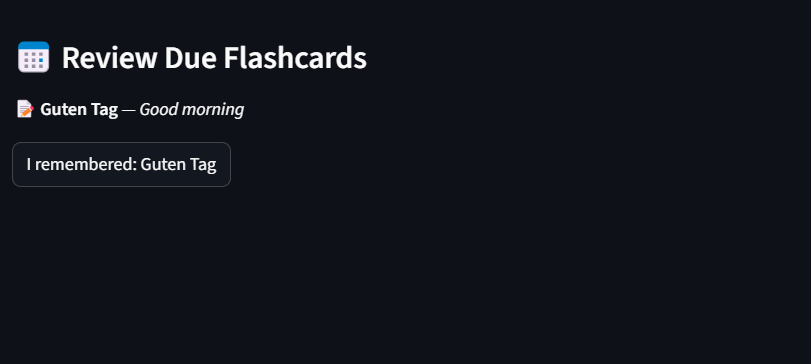 Review Due Flashcards
Guten Tag — Good morning
I remembered: Guten Tag